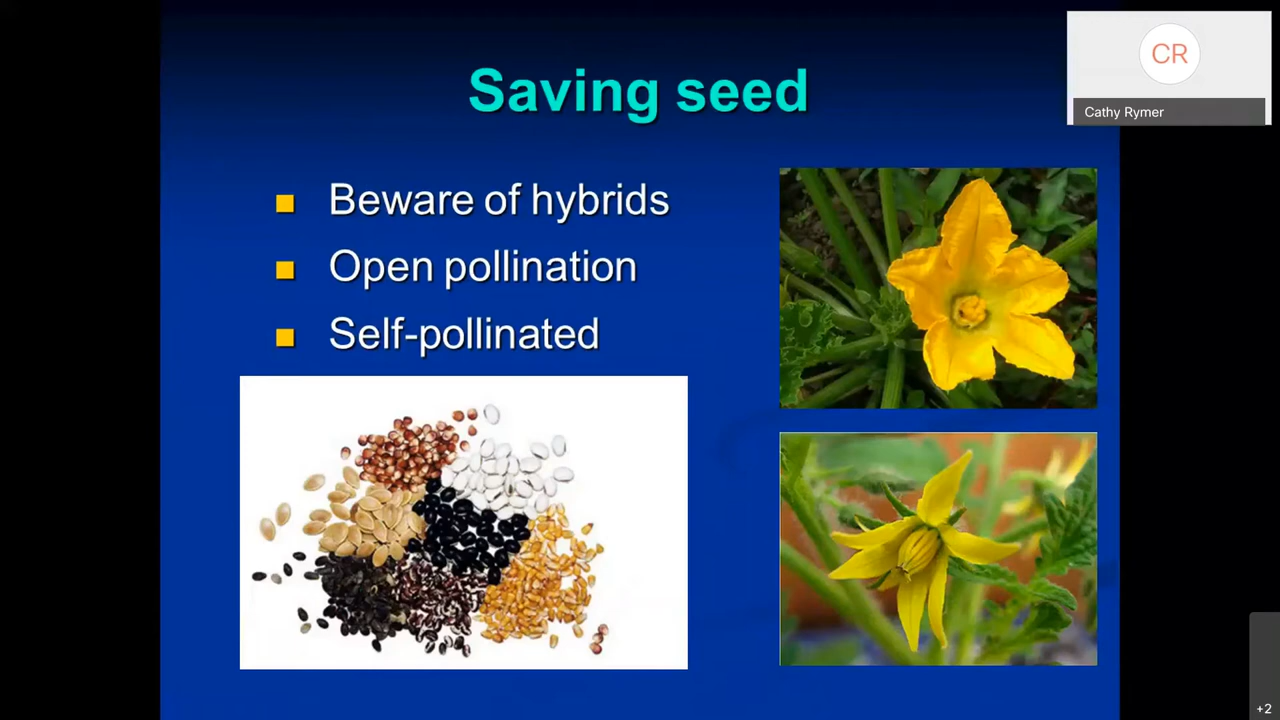 Saving seed
CR
Cathy Rymer
Beware of hybrids
Open pollination
Self-pollinated
+2